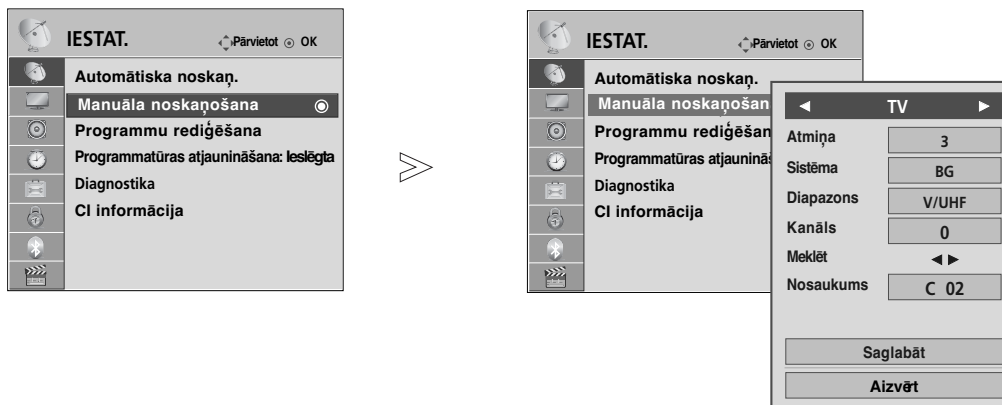 IESTAT.
Pārvietot OK
Automātiska noskaņ.
Manuāla noskaņošana
Programmu rediģēšana
Programmatūras atjaunināšana: Ieslēgta
Diagnostika
CI informācija
IESTAT.
Pārvietot OK
Automātiska noskaņ.
Manuāla noskaņošan
Programmu rediģēšan
Programmatūras atjaunināš
Diagnostika
CI informācija
◄ TV ►
Atmiņa 3
Sistēma BG
Diapazons V/UHF
Kanāls 0
Meklēt ◄ ►
Nosaukums C 02
Saglabāt
Aizvērt